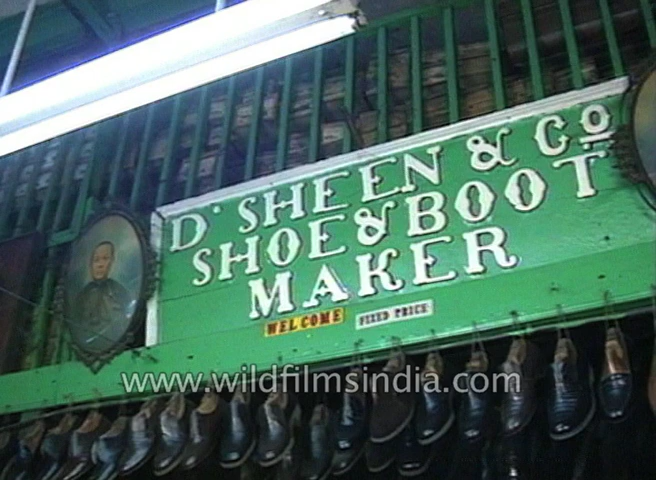 D'SHEEN & Co
SHOE & BOOT
MAKER
WELCOME
FIXED PRICE
www.wildfilmsindia.com